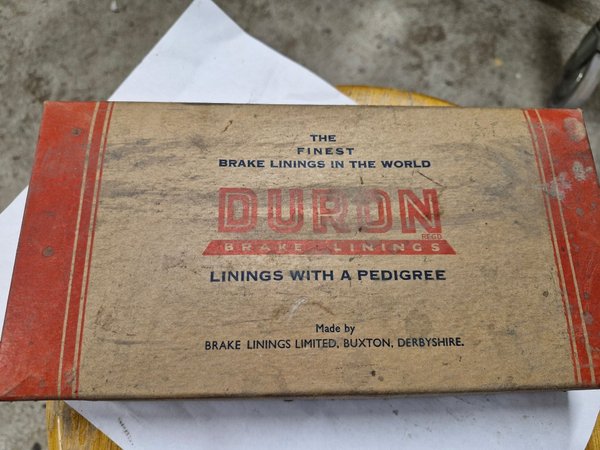 THE
FINEST
BRAKE LININGS IN THE WORLD
DURON
REGD
BRAKE LININGS
LININGS WITH A PEDIGREE
Made by
BRAKE LININGS LIMITED, BUXTON, DERBYSHIRE.